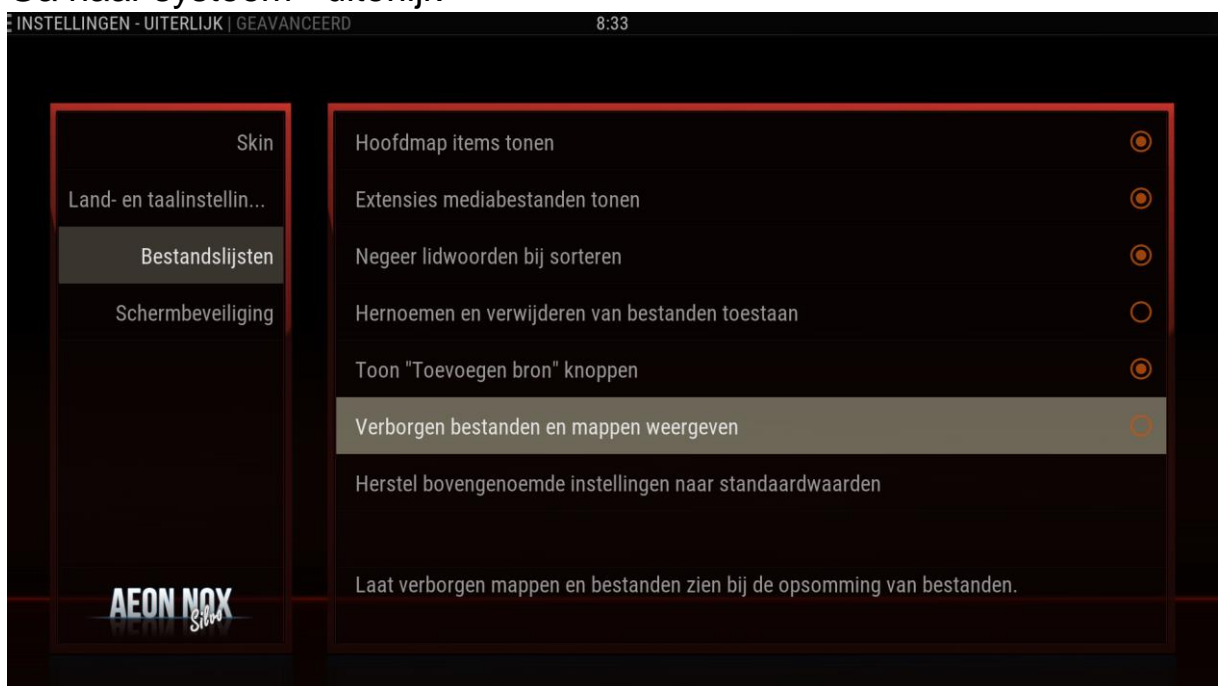 INSTELLINGEN - UITERLIJK | GEAVANCEERD 8:33
Skin
Land- en taalinstellin...
Bestandslijsten
Schermbeveiliging
Hoofdmap items tonen
Extensies mediabestanden tonen
Negeer lidwoorden bij sorteren
Hernoemen en verwijderen van bestanden toestaan
Toon "Toevoegen bron" knoppen
Verborgen bestanden en mappen weergeven
Herstel bovengenoemde instellingen naar standaardwaarden
Laat verborgen mappen en bestanden zien bij de opsomming van bestanden.
AEON NOX
Silvo